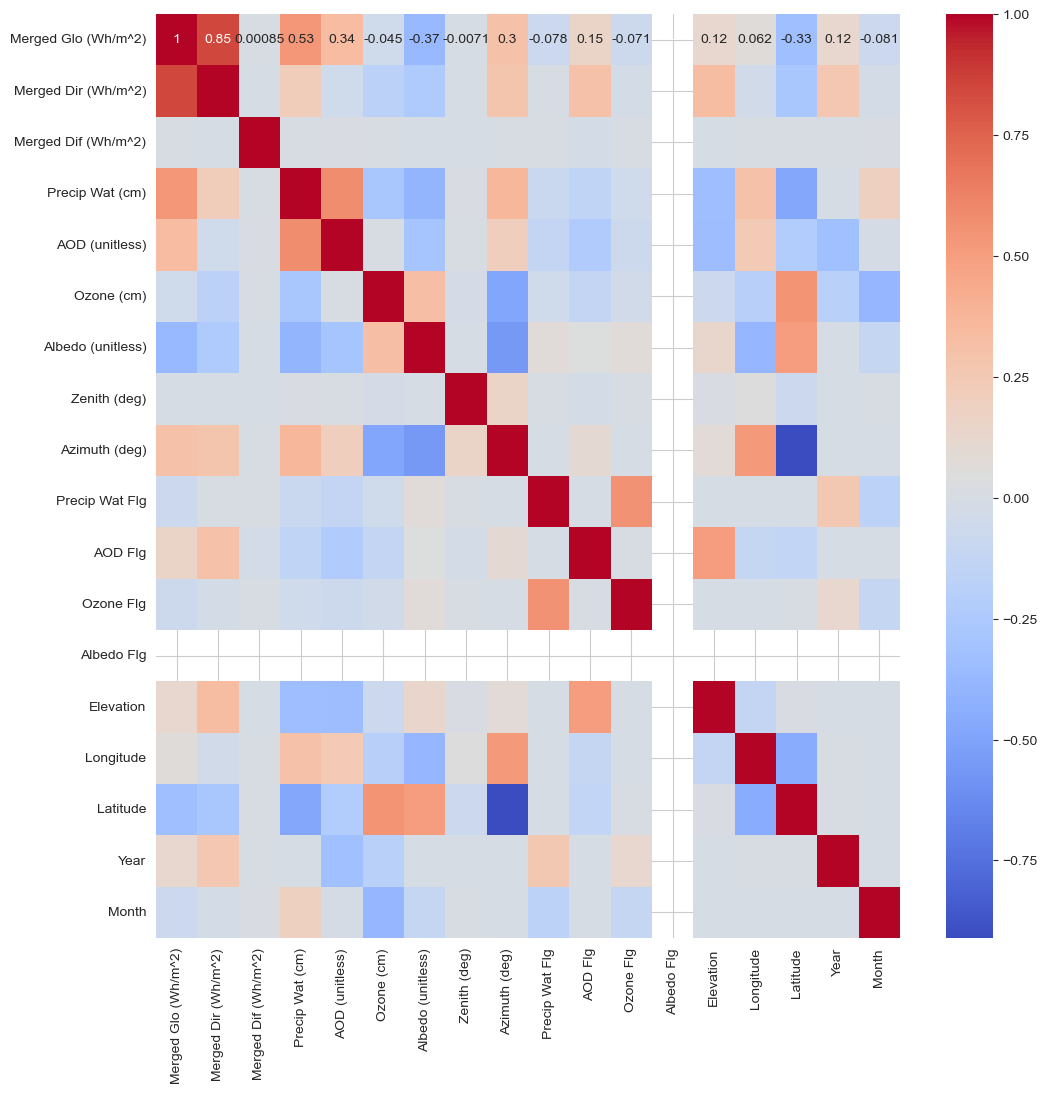 Merged Glo (Wh/m^2)
1 0.85 0.00085 0.53 0.34 -0.045 -0.37 -0.0071 0.3 -0.078 0.15 -0.071 0.12 0.062 -0.33 0.12 -0.081
Merged Dir (Wh/m^2)
Merged Dif (Wh/m^2)
Precip Wat (cm)
AOD (unitless)
Ozone (cm)
Albedo (unitless)
Zenith (deg)
Azimuth (deg)
Precip Wat Flg
AOD Flg
Ozone Flg
Albedo Flg
Elevation
Longitude
Latitude
Year
Month
Merged Glo (Wh/m^2)
Merged Dir (Wh/m^2)
Merged Dif (Wh/m^2)
Precip Wat (cm)
AOD (unitless)
Ozone (cm)
Albedo (unitless)
Zenith (deg)
Azimuth (deg)
Precip Wat Flg
AOD Flg
Ozone Flg
Albedo Flg
Elevation
Longitude
Latitude
Year
Month
1.00
0.75
0.50
0.25
0.00
−0.25
−0.50
−0.75